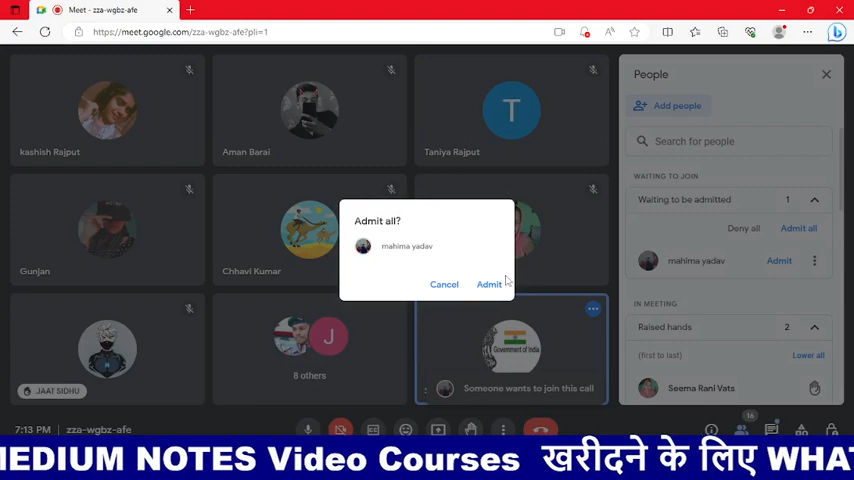 Meet - zza-wgbz-afe
https://meet.google.com/zza-wgbz-afe?pli=1
kashish Rajput
Aman Barai
T
Taniya Rajput
Gunjan
Chhavi Kumar
JAAT SIDHU
J
8 others
Government of India
Someone wants to join this call
Admit all?
mahima yadav
Cancel
Admit
People
Add people
Search for people
WAITING TO JOIN
Waiting to be admitted 1
Deny all Admit all
mahima yadav Admit
IN MEETING
Raised hands 2
(first to last) Lower all
Seema Rani Vats
7:13 PM | zza-wgbz-afe
16
MEDIUM NOTES Video Courses खरीदने के लिए WHAT